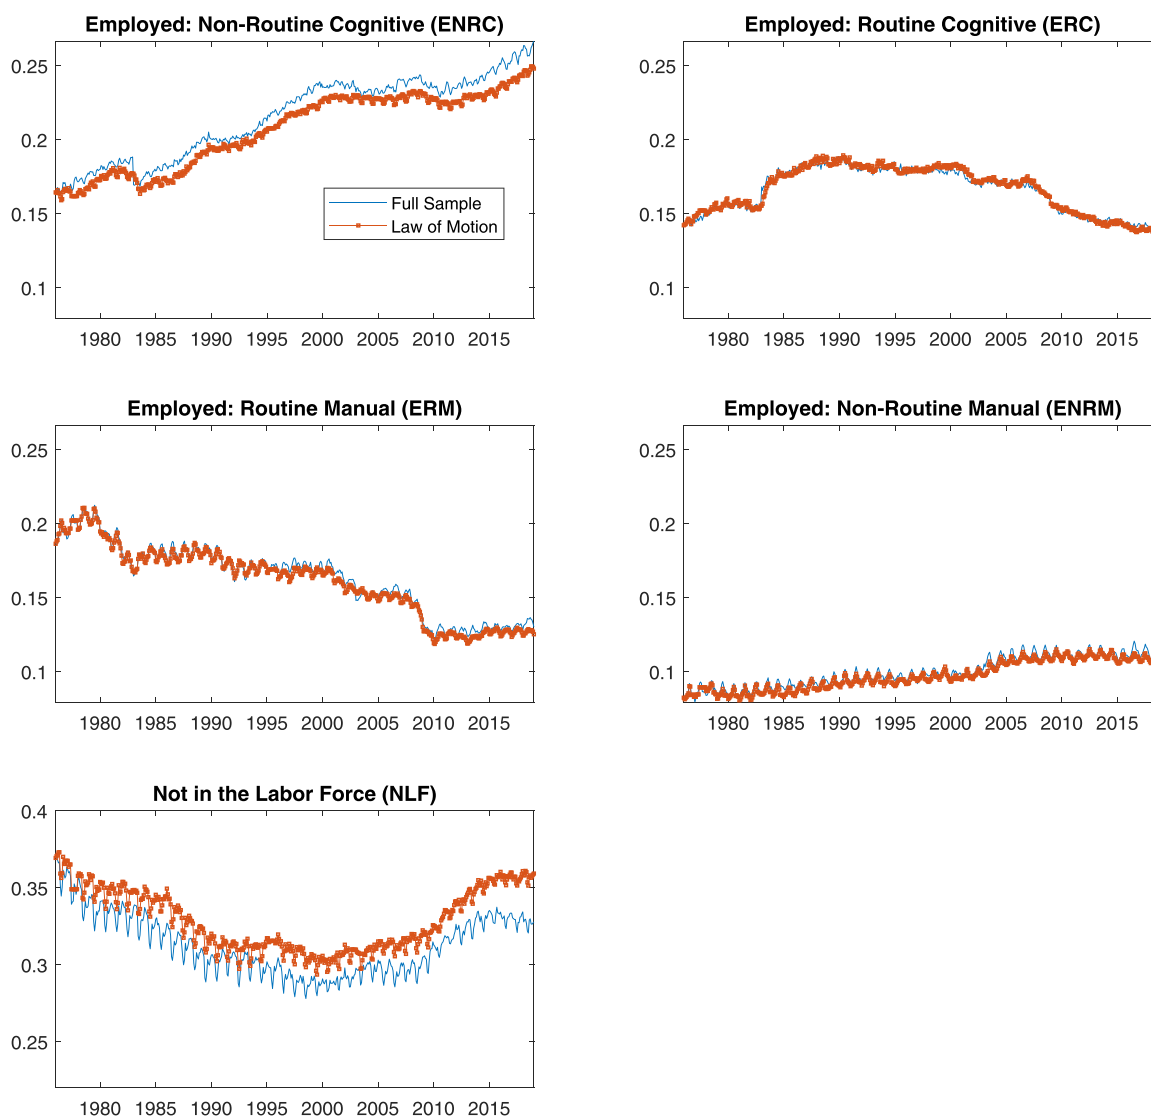 Employed: Non-Routine Cognitive (ENRC)
0.25
0.2
0.15
0.1
Full Sample
Law of Motion
1980 1985 1990 1995 2000 2005 2010 2015
Employed: Routine Cognitive (ERC)
0.25
0.2
0.15
0.1
1980 1985 1990 1995 2000 2005 2010 2015
Employed: Routine Manual (ERM)
0.25
0.2
0.15
0.1
1980 1985 1990 1995 2000 2005 2010 2015
Employed: Non-Routine Manual (ENRM)
0.25
0.2
0.15
0.1
1980 1985 1990 1995 2000 2005 2010 2015
Not in the Labor Force (NLF)
0.4
0.35
0.3
0.25
1980 1985 1990 1995 2000 2005 2010 2015